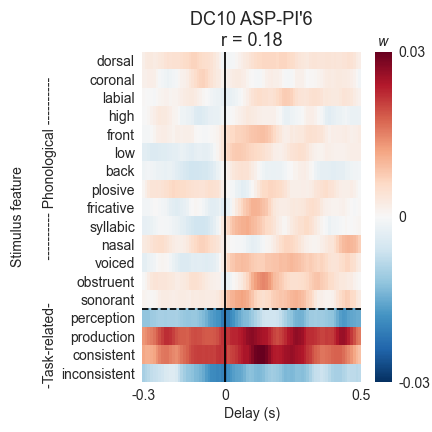 DC10 ASP-PI'6
r = 0.18
w
Stimulus feature
---------- Phonological ----------
-Task-related-
dorsal
coronal
labial
high
front
low
back
plosive
fricative
syllabic
nasal
voiced
obstruent
sonorant
perception
production
consistent
inconsistent
-0.3
0
0.5
Delay (s)
0.03
0
-0.03